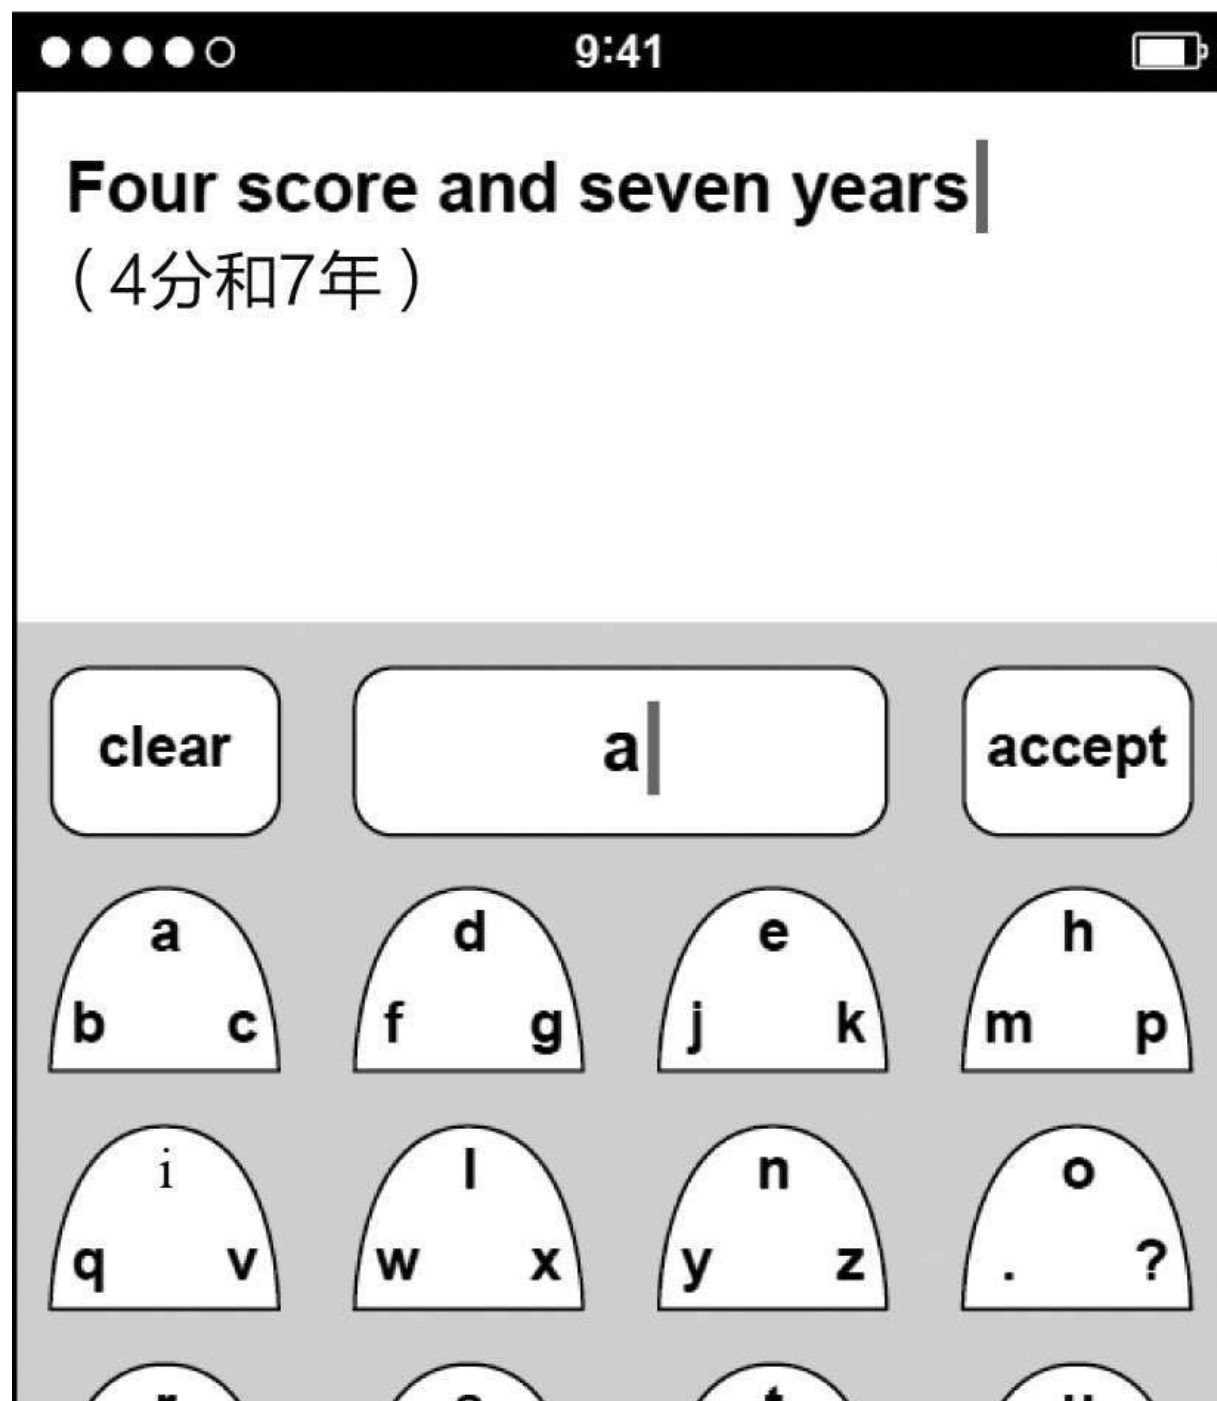 9:41
Four score and seven years
（4分和7年）
clear a accept
a d e h
b c f g j k m p
i l n o
q v w x y z . ?